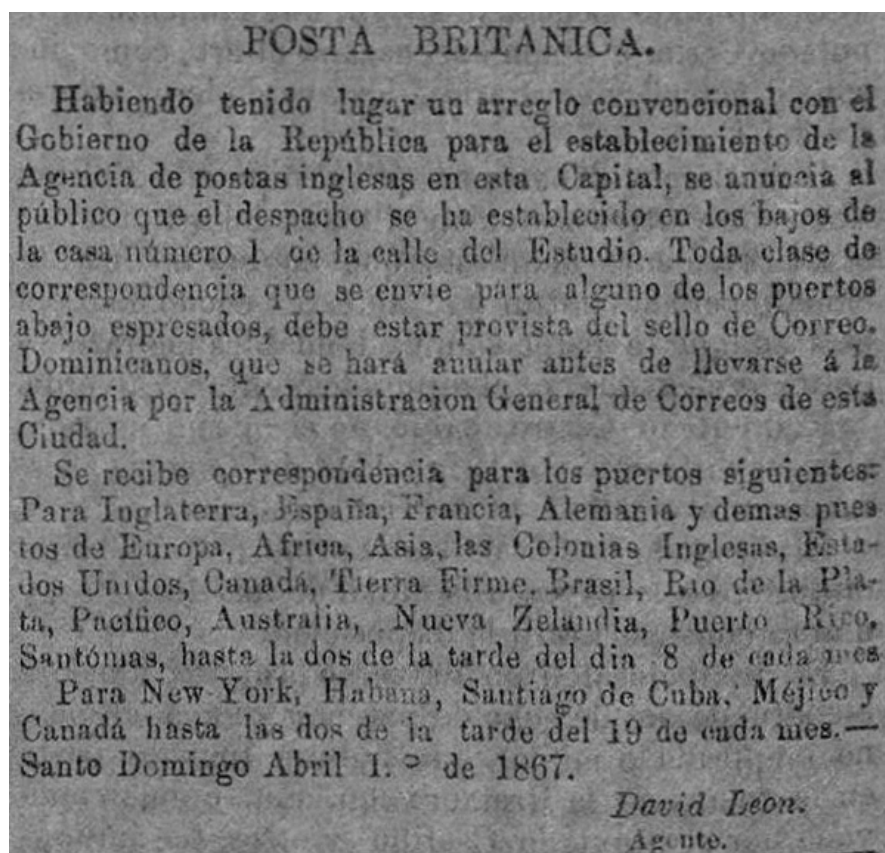 POSTA BRITANICA.
Habiendo tenido lugar un arreglo convencional con el
Gobierno de la República para el establecimiento de la
Agencia de postas inglesas en esta Capital, se anuncia al
público que el despacho se ha establecido en los bajos de
la casa número 1 de la calle del Estudio. Toda clase de
correspondencia que se envie para alguno de los puertos
abajo espresados, debe estar provista del sello de Correo.
Dominicanos, que se hará anular antes de llevarse á la
Agencia por la Administracion General de Correos de esta
Ciudad.
Se recibe correspondencia para los puertos siguientes:
Para Inglaterra, España, Francia, Alemania y demas pues
tos de Europa, Africa, Asia, las Colonias Inglesas, Esta-
dos Unidos, Canadá, Tierra Firme, Brasil, Rio de la Pla-
ta, Pacífico, Australia, Nueva Zelandia, Puerto Rico,
Santómas, hasta la dos de la tarde del dia 8 de cada mes
Para New-York, Habana, Santiago de Cuba, Méjico y
Canadá hasta las dos de la tarde del 19 de cada mes.—
Santo Domingo Abril 1.º de 1867.
David Leon.
Agente.